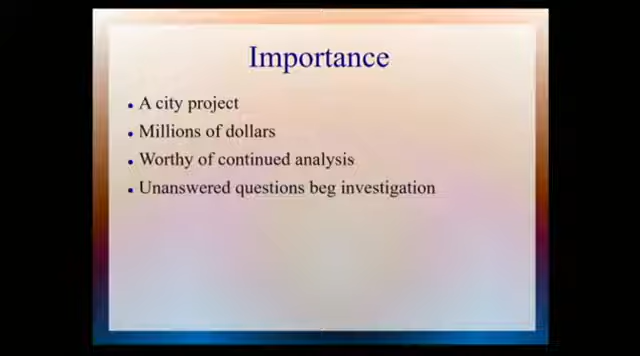 Importance
A city project
Millions of dollars
Worthy of continued analysis
Unanswered questions beg investigation